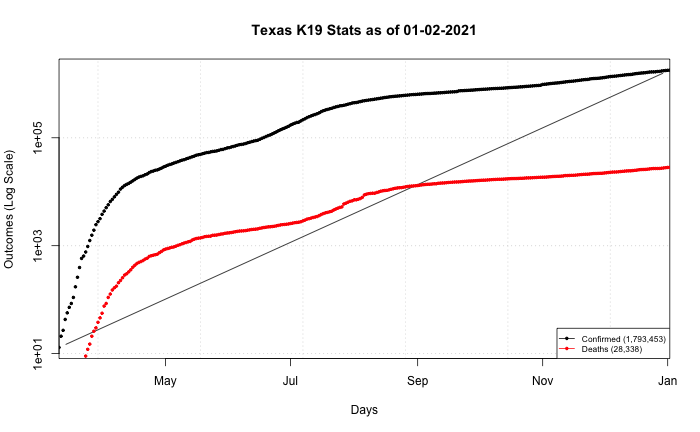 Texas K19 Stats as of 01-02-2021
Outcomes (Log Scale)
1e+05
1e+03
1e+01
May Jul Sep Nov Jan
Days
Confirmed (1,793,453)
Deaths (28,338)